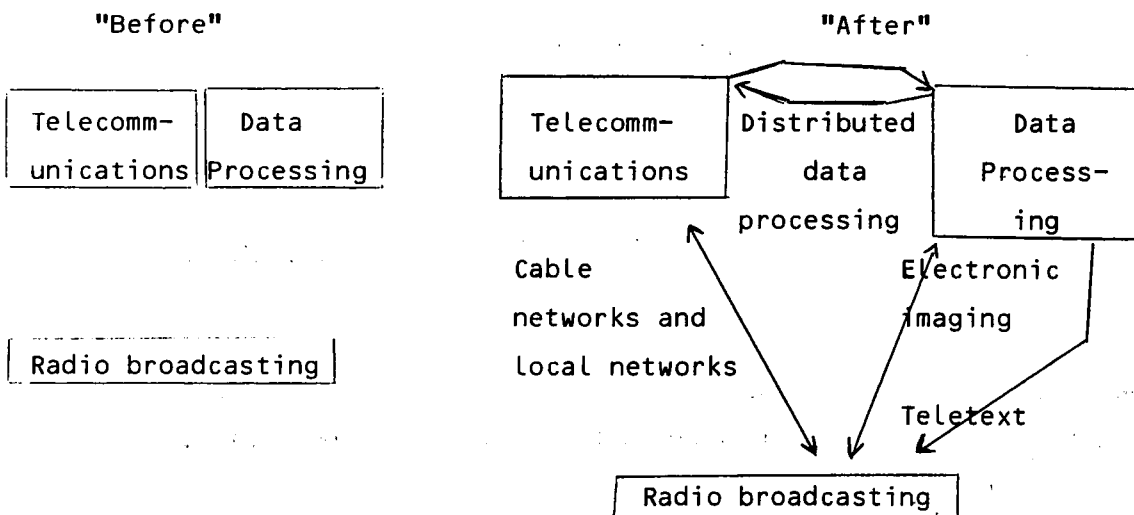 "Before"
Telecomm-
unications
Data
Processing
Radio broadcasting
"After"
Telecomm-
unications
Distributed
data
processing
Data
Process-
ing
Cable
networks and
local networks
Electronic
imaging
Teletext
Radio broadcasting